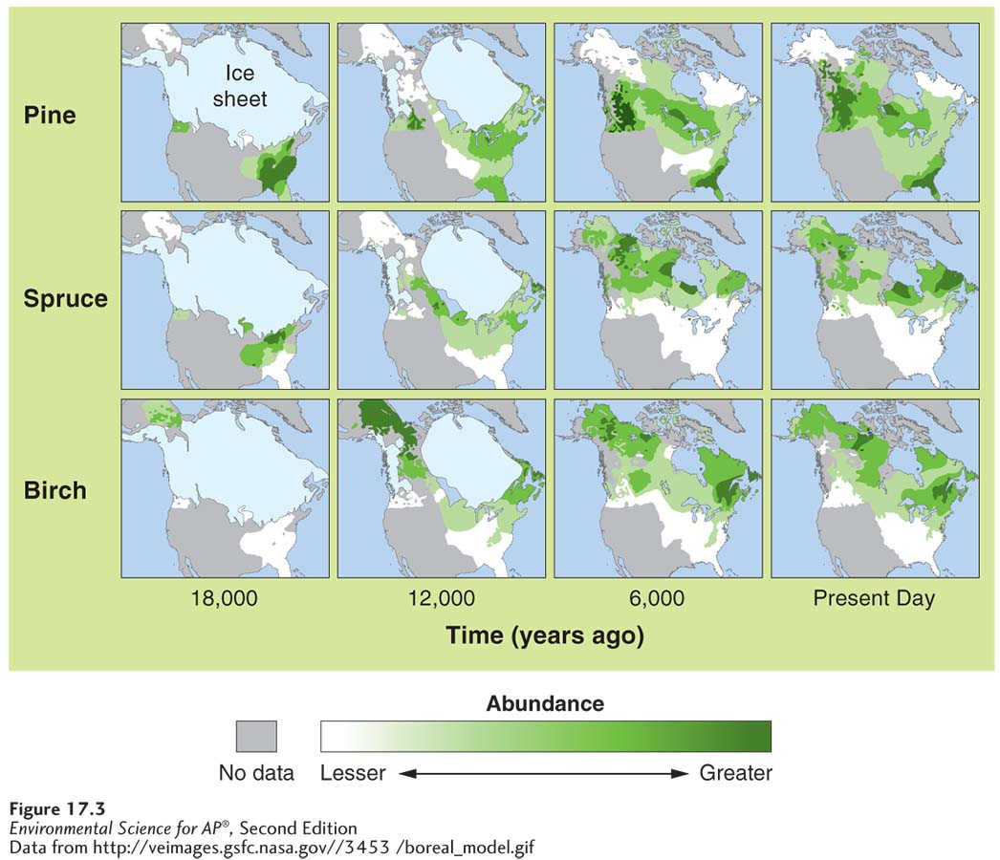 Pine
Ice
sheet
Spruce
Birch
18,000
12,000
6,000
Present Day
Time (years ago)
Abundance
No data
Lesser
Greater
Figure 17.3
Environmental Science for AP®, Second Edition
Data from http://veimages.gsfc.nasa.gov//3453 /boreal_model.gif